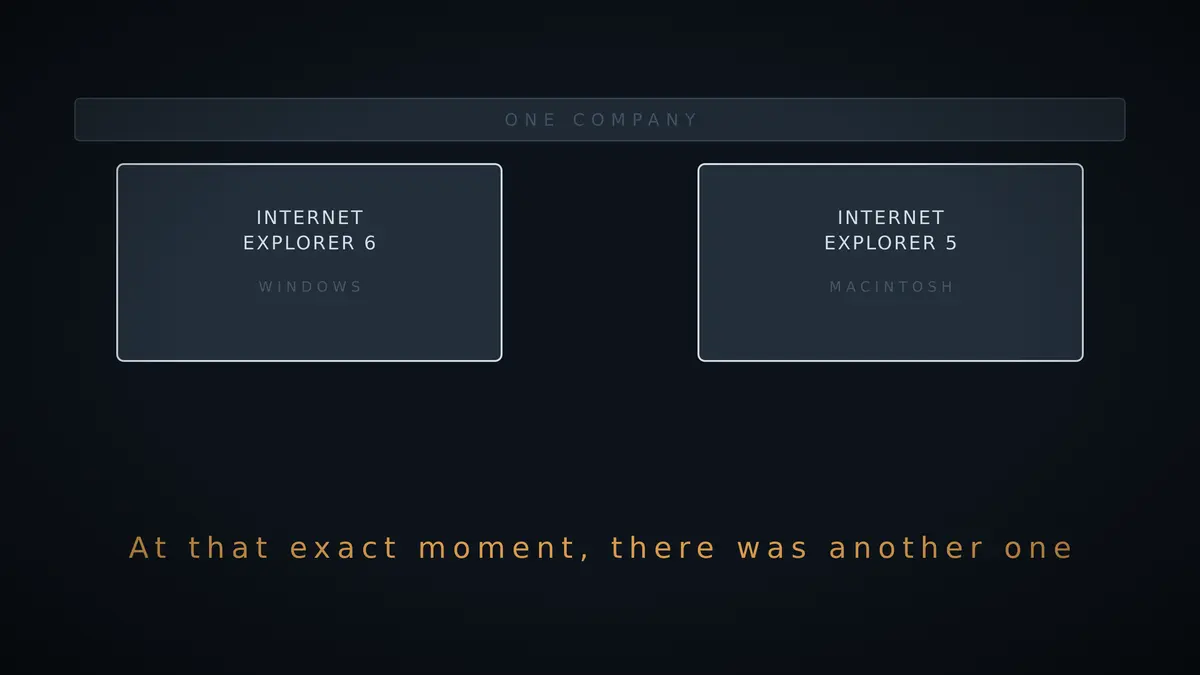 ONE COMPANY
INTERNET
EXPLORER 6
WINDOWS
INTERNET
EXPLORER 5
MACINTOSH
At that exact moment, there was another one